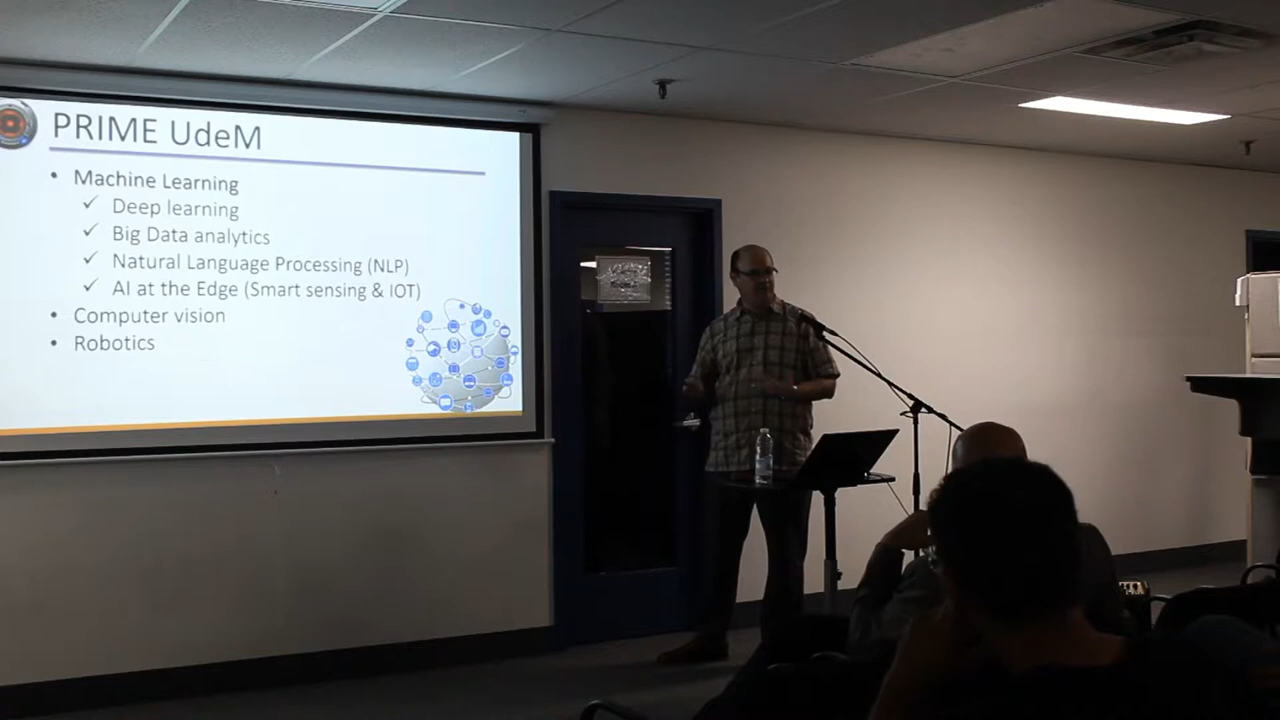 PRIME UdeM
• Machine Learning
✓ Deep learning
✓ Big Data analytics
✓ Natural Language Processing (NLP)
✓ AI at the Edge (Smart sensing & IOT)
• Computer vision
• Robotics